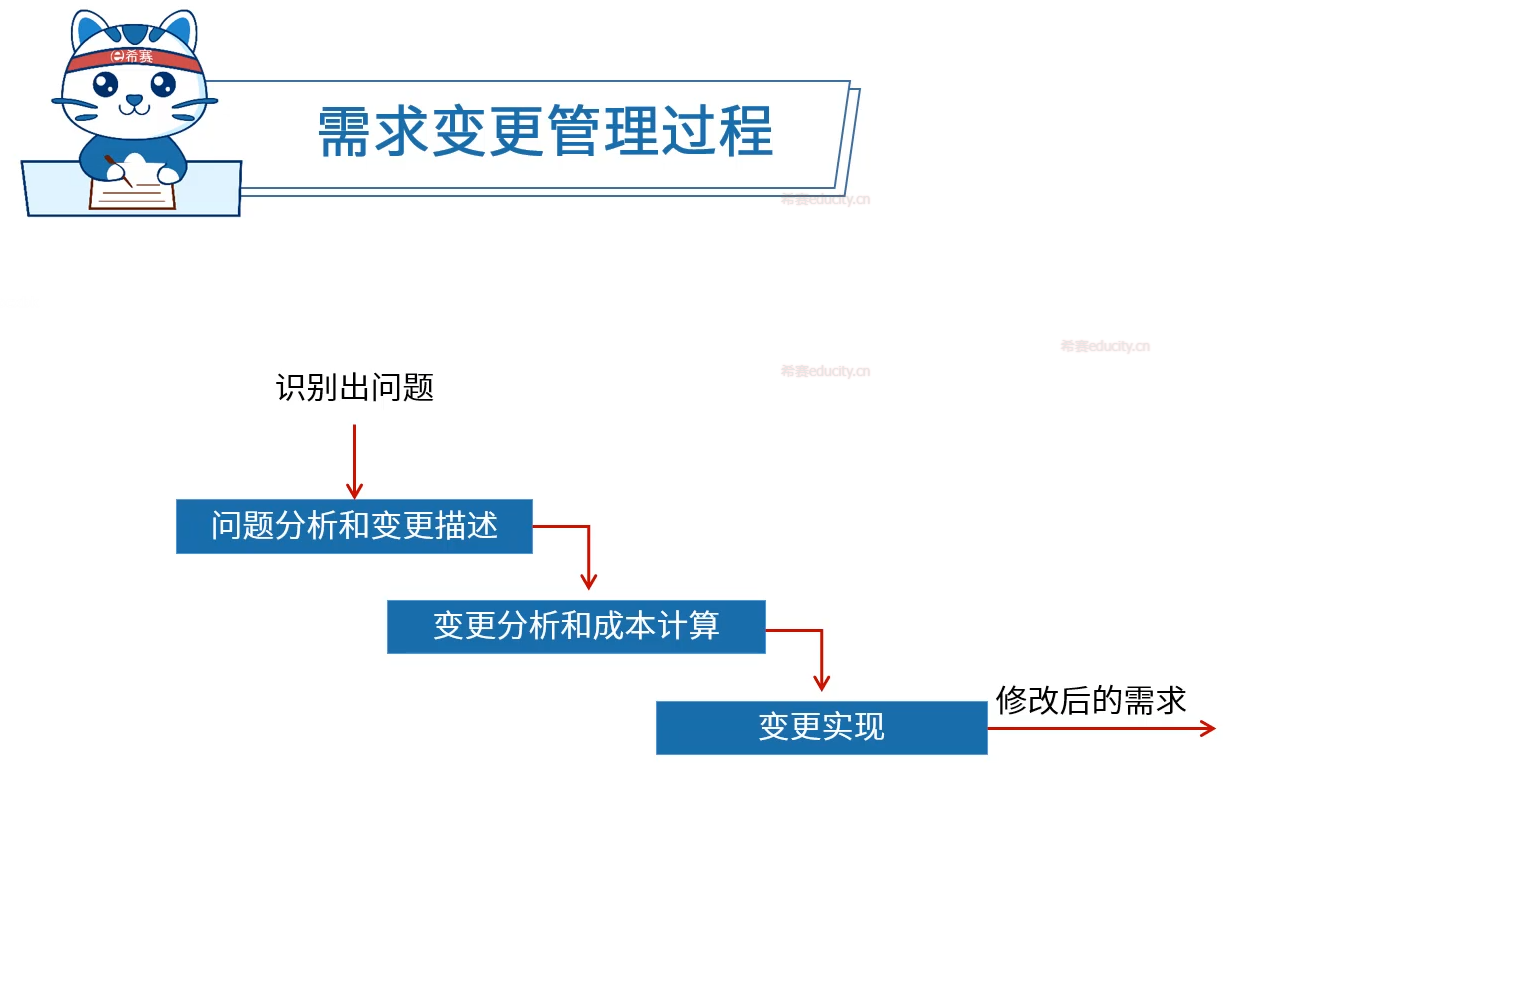 e希赛
需求变更管理过程
希赛educity.cn
希赛educity.cn
希赛educity.cn
识别出问题
问题分析和变更描述
变更分析和成本计算
变更实现
修改后的需求